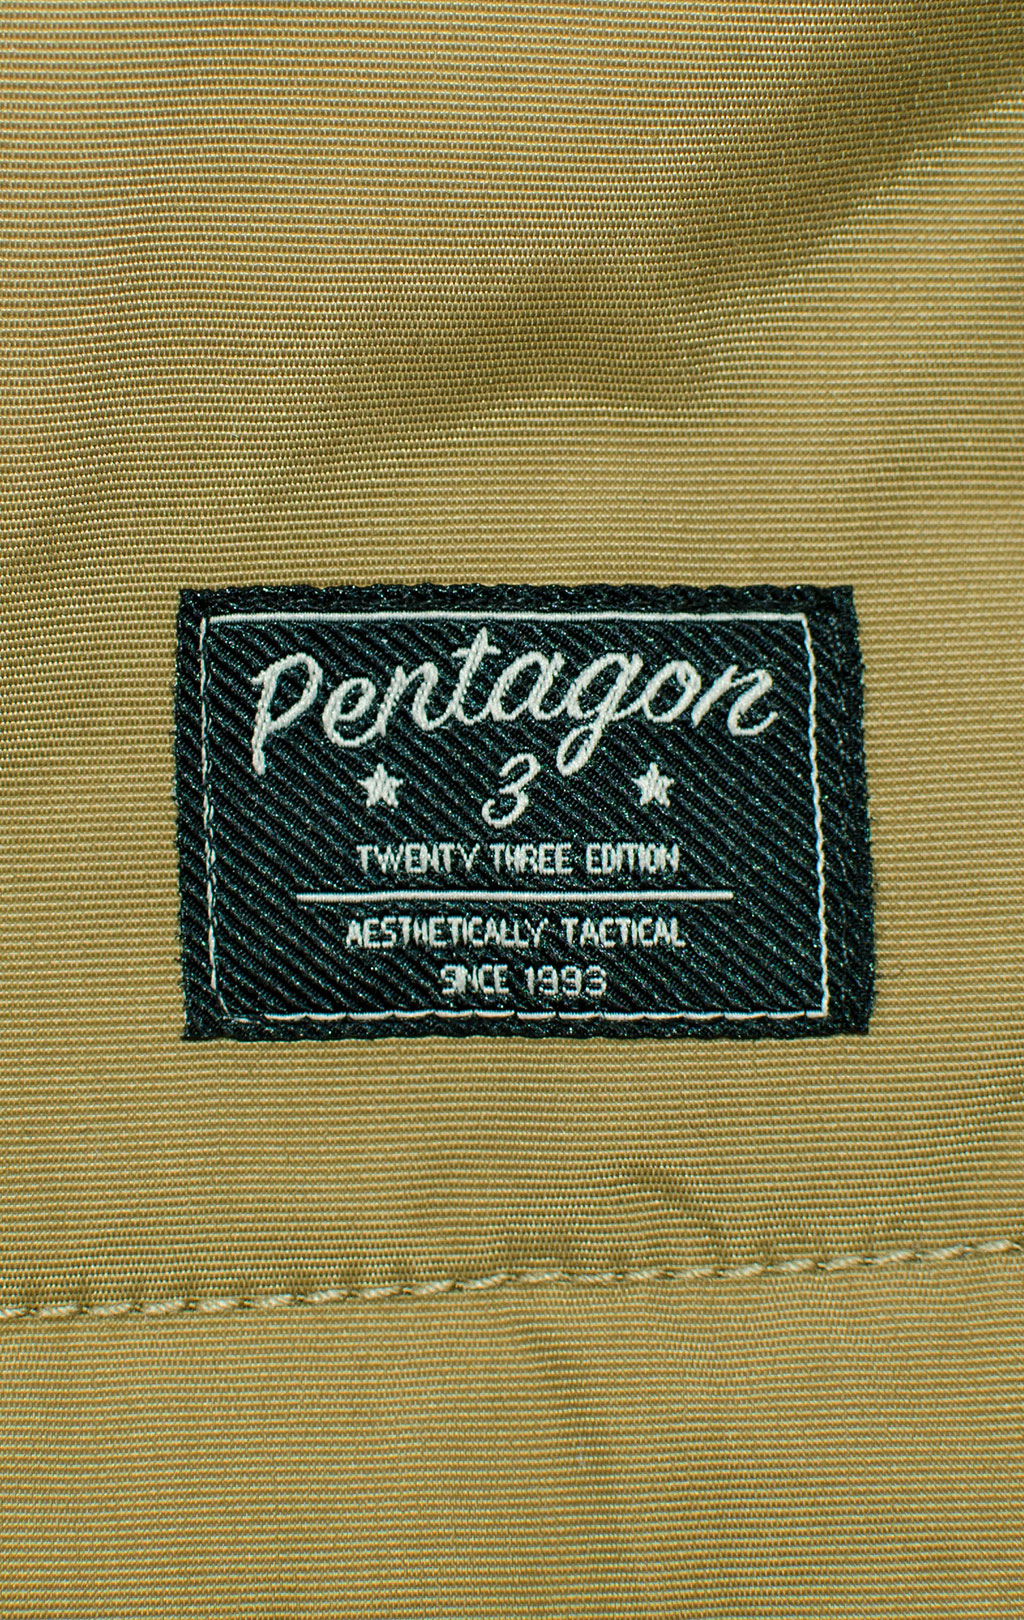 Pentagon
3
TWENTY THREE EDITION
AESTHETICALLY TACTICAL
SINCE 1993